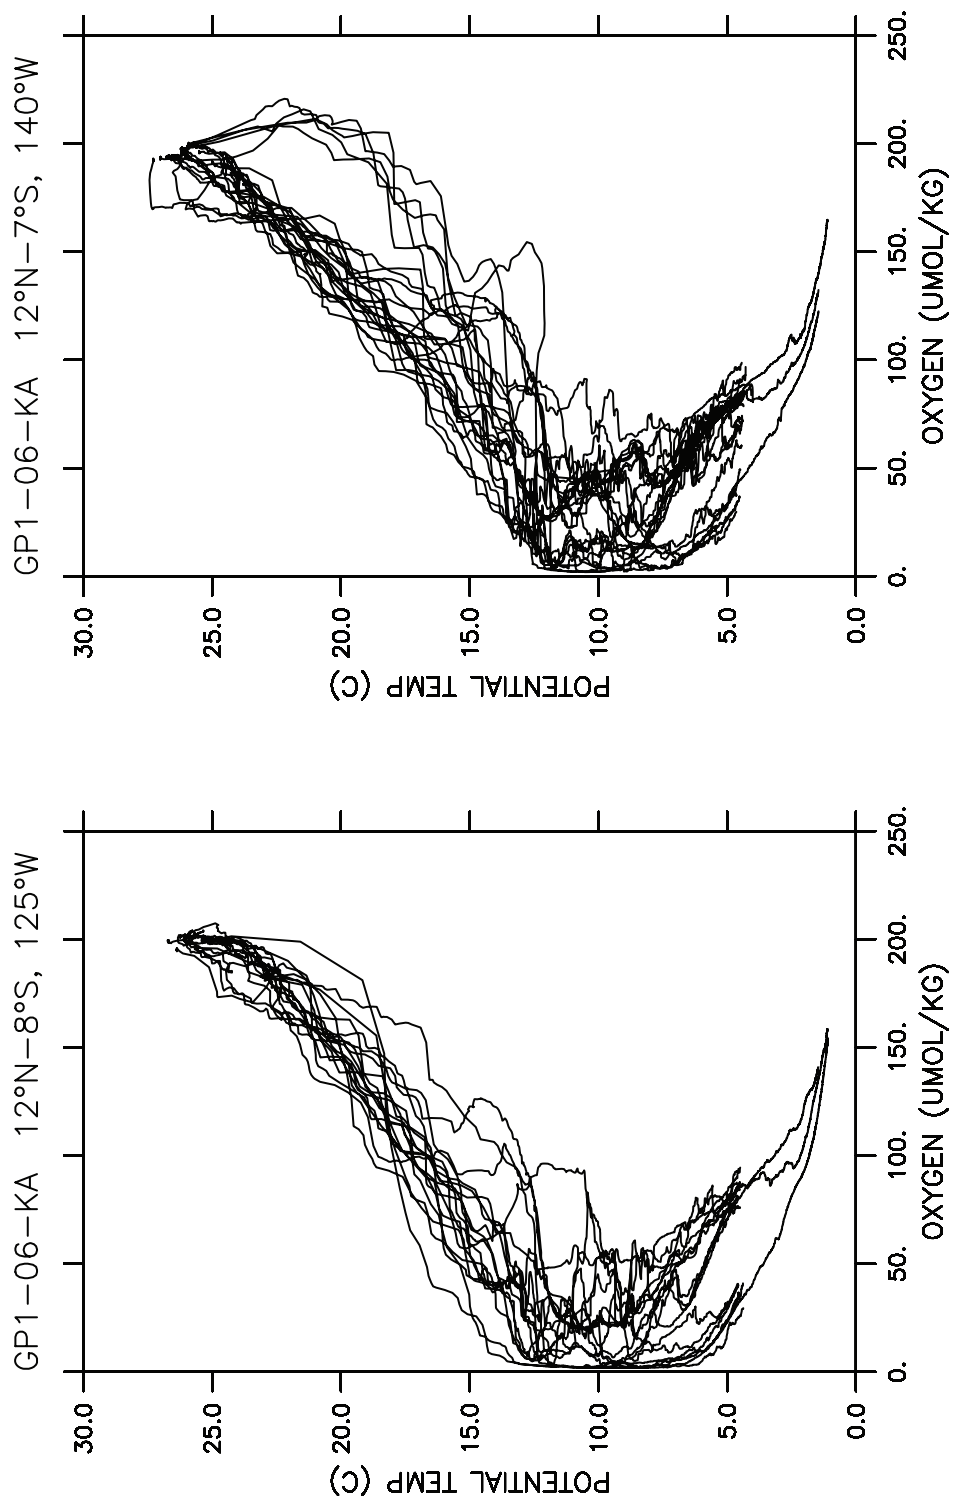 GP1-06-KA 12°N-8°S, 125°W
30.0
25.0
20.0
15.0
10.0
5.0
0.0
POTENTIAL TEMP (C)
0. 50. 100. 150. 200. 250.
OXYGEN (UMOL/KG)
GP1-06-KA 12°N-7°S, 140°W
30.0
25.0
20.0
15.0
10.0
5.0
0.0
POTENTIAL TEMP (C)
0. 50. 100. 150. 200. 250.
OXYGEN (UMOL/KG)